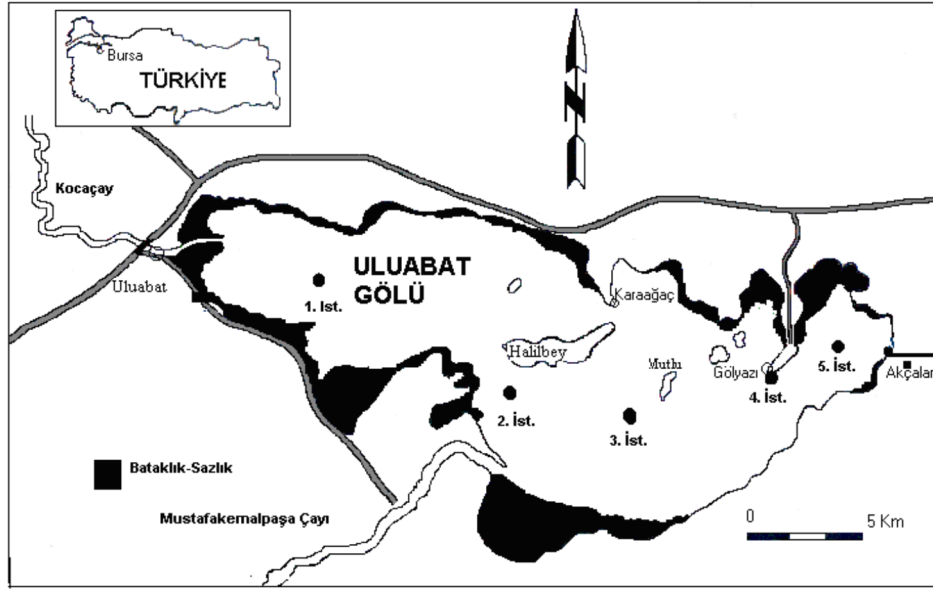 Bursa
TÜRKİYE
N
Kocaçay
Uluabat
ULUABAT
GÖLÜ
1. Ist.
Karaağaç
Halilbey
Mutlu
Gölyazı
5. İst.
Akçalar
4. İst.
2. İst.
3. İst.
Bataklık-Sazlık
Mustafakemalpaşa Çayı
0 5 Km